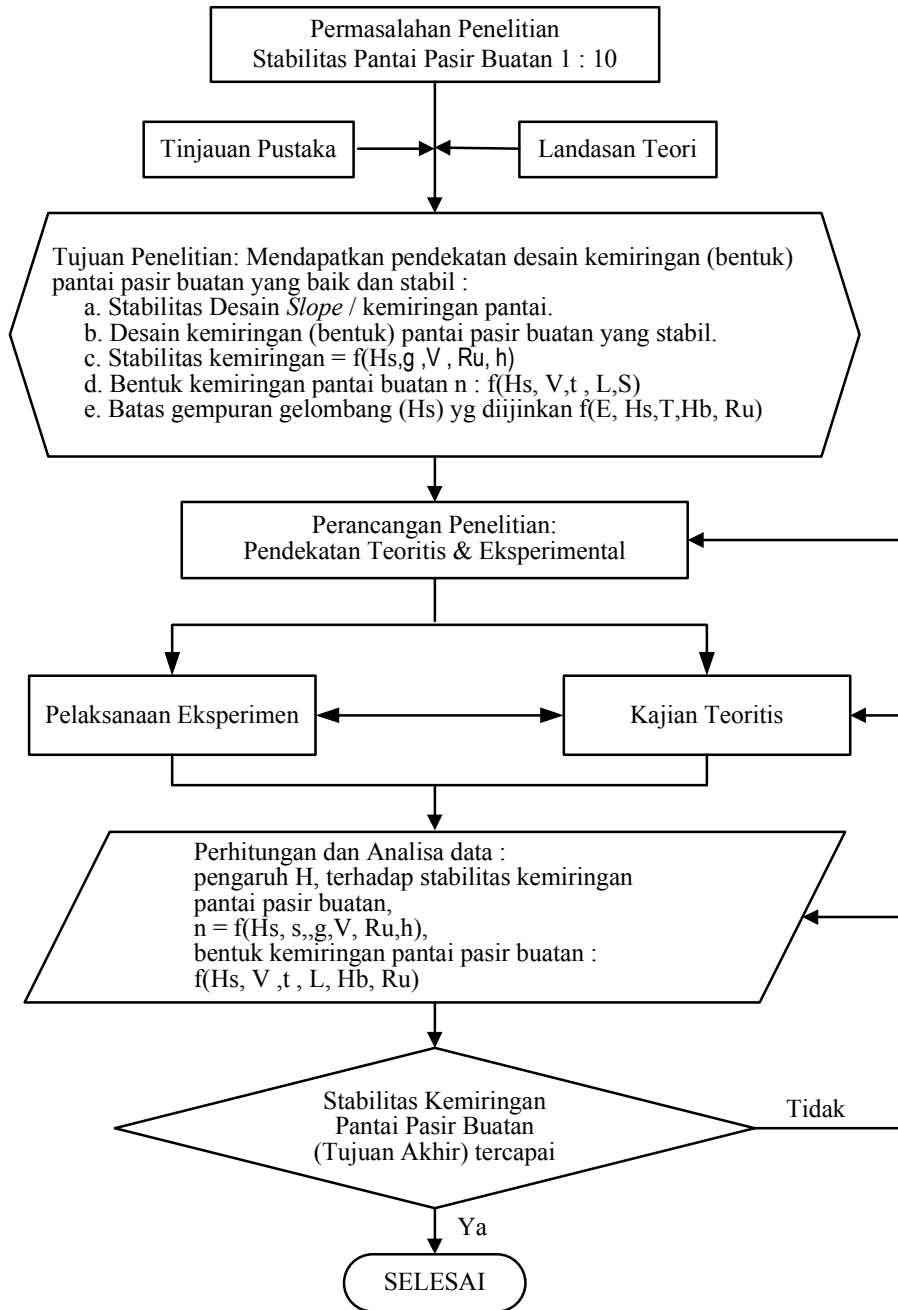 Permasalahan Penelitian
Stabilitas Pantai Pasir Buatan 1 : 10
Tinjauan Pustaka
Landasan Teori
Tujuan Penelitian: Mendapatkan pendekatan desain kemiringan (bentuk)
pantai pasir buatan yang baik dan stabil :
a. Stabilitas Desain Slope / kemiringan pantai.
b. Desain kemiringan (bentuk) pantai pasir buatan yang stabil.
c. Stabilitas kemiringan = f(Hs,g ,V , Ru, h)
d. Bentuk kemiringan pantai buatan n : f(Hs, V,t , L,S)
e. Batas gempuran gelombang (Hs) yg diijinkan f(E, Hs,T,Hb, Ru)
Perancangan Penelitian:
Pendekatan Teoritis & Eksperimental
Pelaksanaan Eksperimen
Kajian Teoritis
Perhitungan dan Analisa data :
pengaruh H, terhadap stabilitas kemiringan
pantai pasir buatan,
n = f(Hs, s,,g,V, Ru,h),
bentuk kemiringan pantai pasir buatan :
f(Hs, V ,t , L, Hb, Ru)
Stabilitas Kemiringan
Pantai Pasir Buatan
(Tujuan Akhir) tercapai
Tidak
Ya
SELESAI